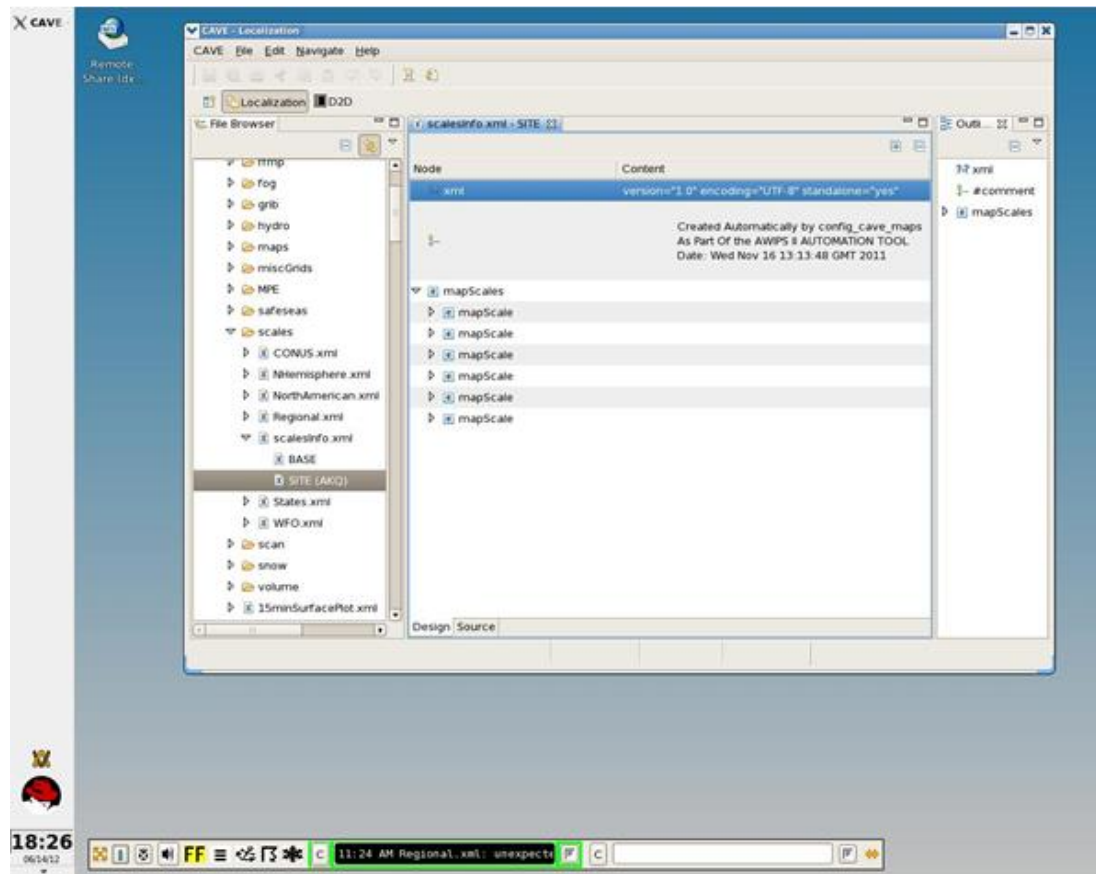 CAVE
Remote
CAVE - Localization
CAVE File Edit Navigate Help
Localization D2D
File Browser
scalesInfo.xml - SITE
Outli...
ffmp
fog
grib
hydro
maps
miscGrids
MPE
safeseas
scales
CONUS.xml
NHemisphere.xml
NorthAmerican.xml
Regional.xml
scalesInfo.xml
BASE
SITE (AKQ)
States.xml
WFO.xml
scan
snow
volume
15minSurfacePlot.xml
Node Content
xml version="1.0" encoding="UTF-8" standalone="yes"
Created Automatically by config_cave_maps
As Part Of the AWIPS II AUTOMATION TOOL
Date: Wed Nov 16 13:13:48 GMT 2011
mapScales
mapScale
mapScale
mapScale
mapScale
mapScale
mapScale
Design Source
xml
#comment
mapScales
18:26
06/14/12
FF
C
11:24 AM Regional.xml: unexpecte
C